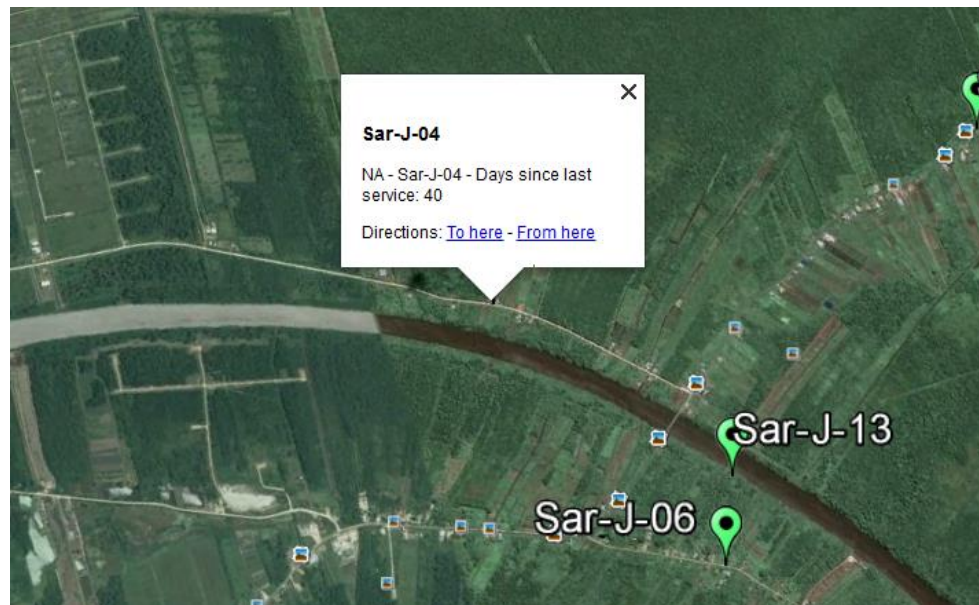 Sar-J-04
NA - Sar-J-04 - Days since last
service: 40
Directions: To here - From here
Sar-J-13
Sar-J-06